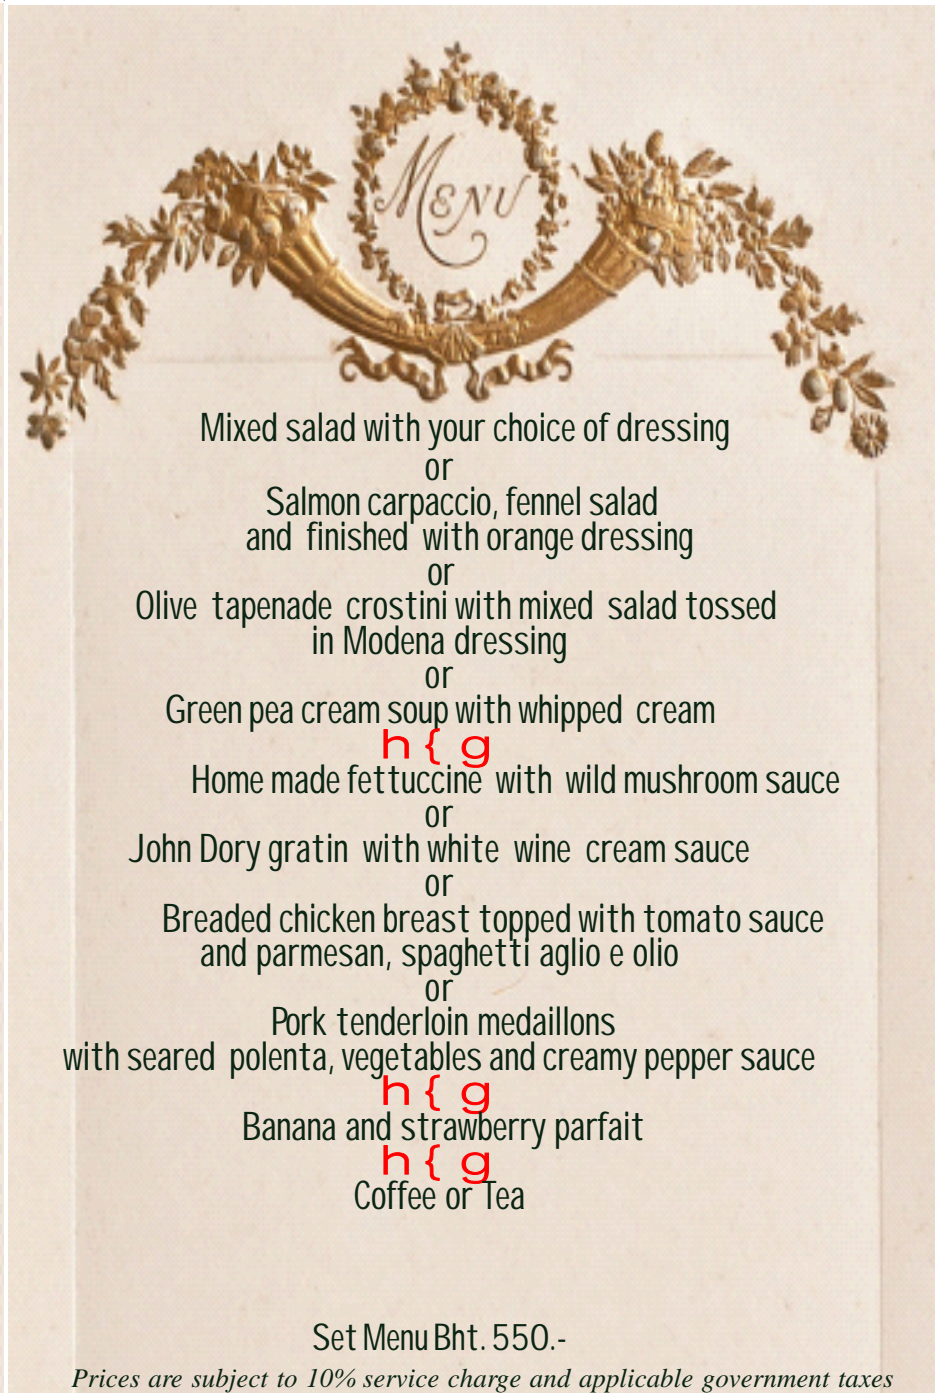 MENU
Mixed salad with your choice of dressing
or
Salmon carpaccio, fennel salad
and finished with orange dressing
or
Olive tapenade crostini with mixed salad tossed
in Modena dressing
or
Green pea cream soup with whipped cream
h { g
Home made fettuccine with wild mushroom sauce
or
John Dory gratin with white wine cream sauce
or
Breaded chicken breast topped with tomato sauce
and parmesan, spaghetti aglio e olio
or
Pork tenderloin medaillons
with seared polenta, vegetables and creamy pepper sauce
h { g
Banana and strawberry parfait
h { g
Coffee or Tea
Set Menu Bht. 550.-
Prices are subject to 10% service charge and applicable government taxes